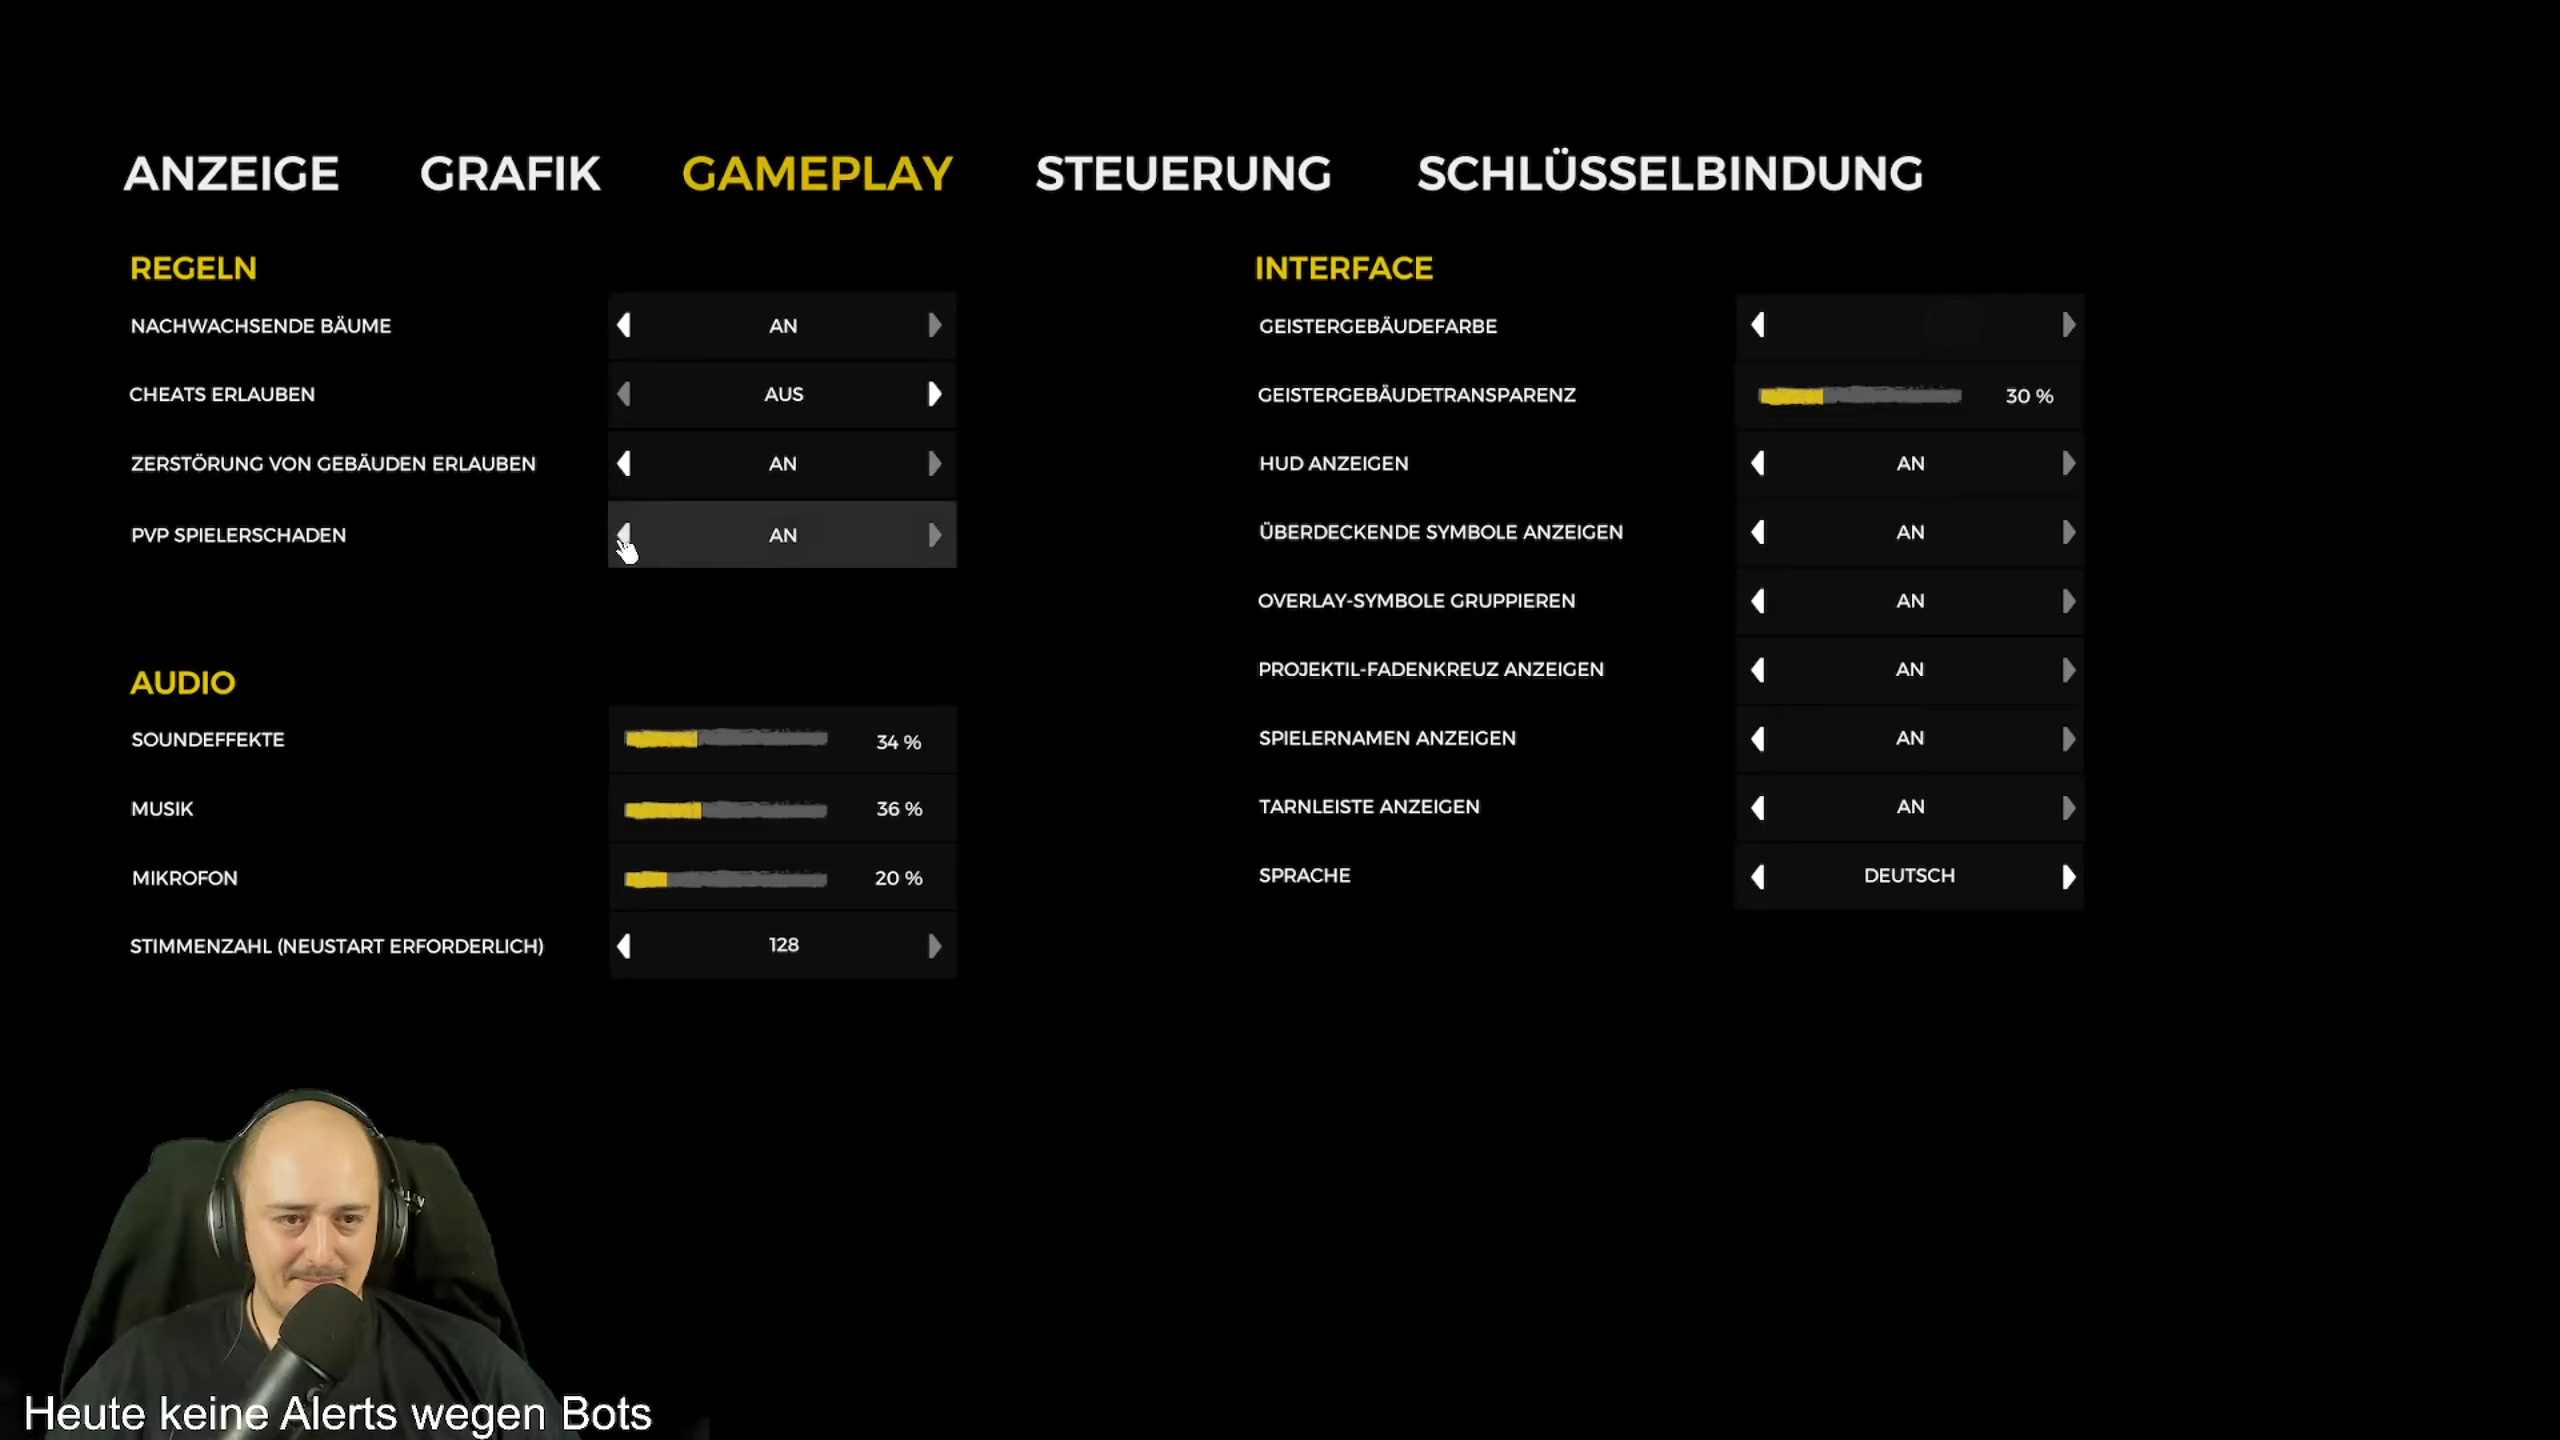 ANZEIGE GRAFIK GAMEPLAY STEUERUNG SCHLÜSSELBINDUNG
REGELN
NACHWACHSENDE BÄUME AN
CHEATS ERLAUBEN AUS
ZERSTÖRUNG VON GEBÄUDEN ERLAUBEN AN
PVP SPIELERSCHADEN AN
AUDIO
SOUNDEFFEKTE 34 %
MUSIK 36 %
MIKROFON 20 %
STIMMENZAHL (NEUSTART ERFORDERLICH) 128
INTERFACE
GEISTERGEBÄUDEFARBE
GEISTERGEBÄUDETRANSPARENZ 30 %
HUD ANZEIGEN AN
ÜBERDECKENDE SYMBOLE ANZEIGEN AN
OVERLAY-SYMBOLE GRUPPIEREN AN
PROJEKTIL-FADENKREUZ ANZEIGEN AN
SPIELERNAMEN ANZEIGEN AN
TARNLEISTE ANZEIGEN AN
SPRACHE DEUTSCH
Heute keine Alerts wegen Bots